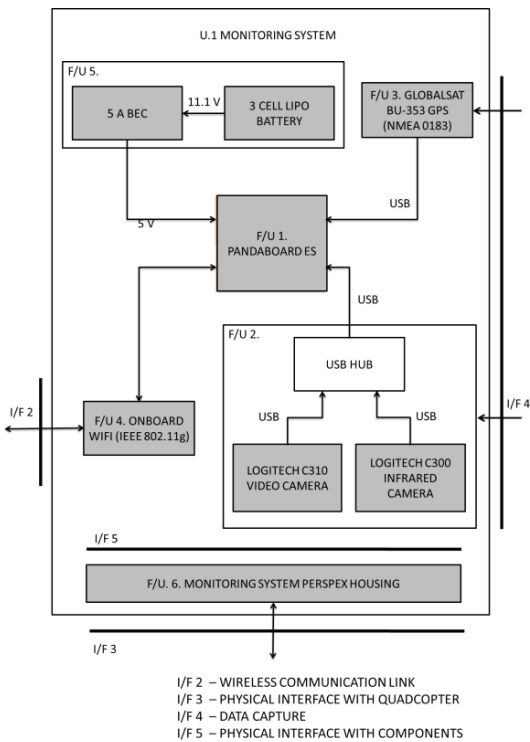 U.1 MONITORING SYSTEM
F/U 5.
5 A BEC
11.1 V
3 CELL LIPO
BATTERY
F/U 3. GLOBALSAT
BU-353 GPS
(NMEA 0183)
5 V
USB
F/U 1.
PANDABOARD ES
USB
F/U 2.
USB HUB
I/F 2
I/F 4
F/U 4. ONBOARD
WIFI (IEEE 802.11g)
USB
USB
LOGITECH C310
VIDEO CAMERA
LOGITECH C300
INFRARED
CAMERA
I/F 5
F/U. 6. MONITORING SYSTEM PERSPEX HOUSING
I/F 3
I/F 2 – WIRELESS COMMUNICATION LINK
I/F 3 – PHYSICAL INTERFACE WITH QUADCOPTER
I/F 4 – DATA CAPTURE
I/F 5 – PHYSICAL INTERFACE WITH COMPONENTS